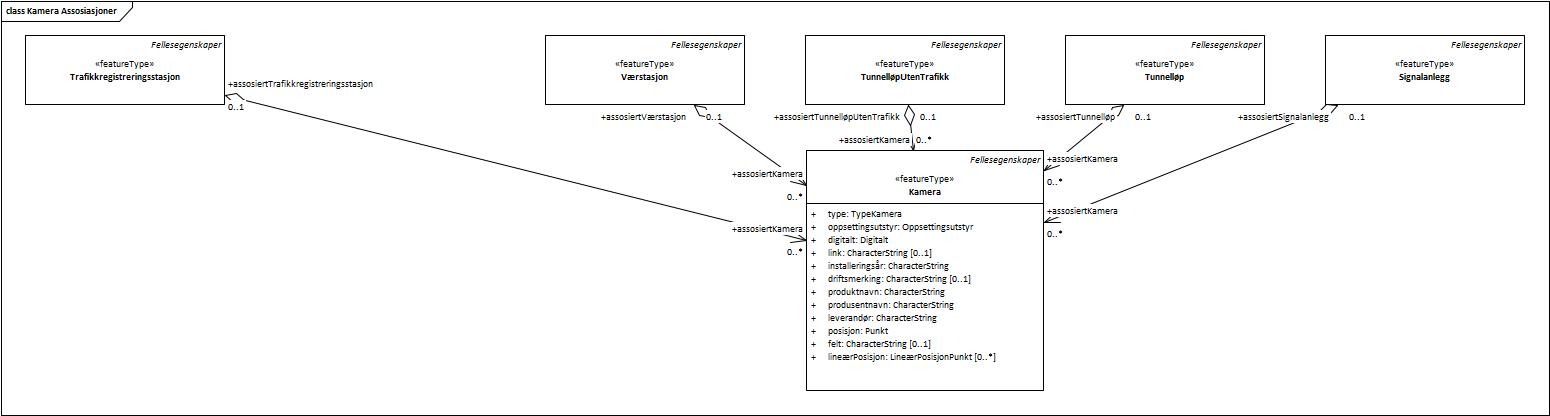 class Kamera Assosiasjoner
Fellesegenskaper
«featureType»
Trafikkregistreringsstasjon
Fellesegenskaper
«featureType»
Værstasjon
Fellesegenskaper
«featureType»
TunnelløpUtenTrafikk
Fellesegenskaper
«featureType»
Tunnelløp
Fellesegenskaper
«featureType»
Signalanlegg
+assosiertTrafikkregistreringsstasjon
0..1
+assosiertVærstasjon
0..1
+assosiertTunnelløpUtenTrafikk
0..1
+assosiertTunnelløp
0..1
+assosiertSignalanlegg
0..1
+assosiertKamera
0..*
+assosiertKamera
0..*
+assosiertKamera
0..*
+assosiertKamera
0..*
+assosiertKamera
0..*
Fellesegenskaper
«featureType»
Kamera
+ type: TypeKamera
+ oppsettingsutstyr: Oppsettingsutstyr
+ digitalt: Digitalt
+ link: CharacterString [0..1]
+ installeringsår: CharacterString
+ driftsmerking: CharacterString [0..1]
+ produktnavn: CharacterString
+ produsentnavn: CharacterString
+ leverandør: CharacterString
+ posisjon: Punkt
+ felt: CharacterString [0..1]
+ lineærPosisjon: LineærPosisjonPunkt [0..*]